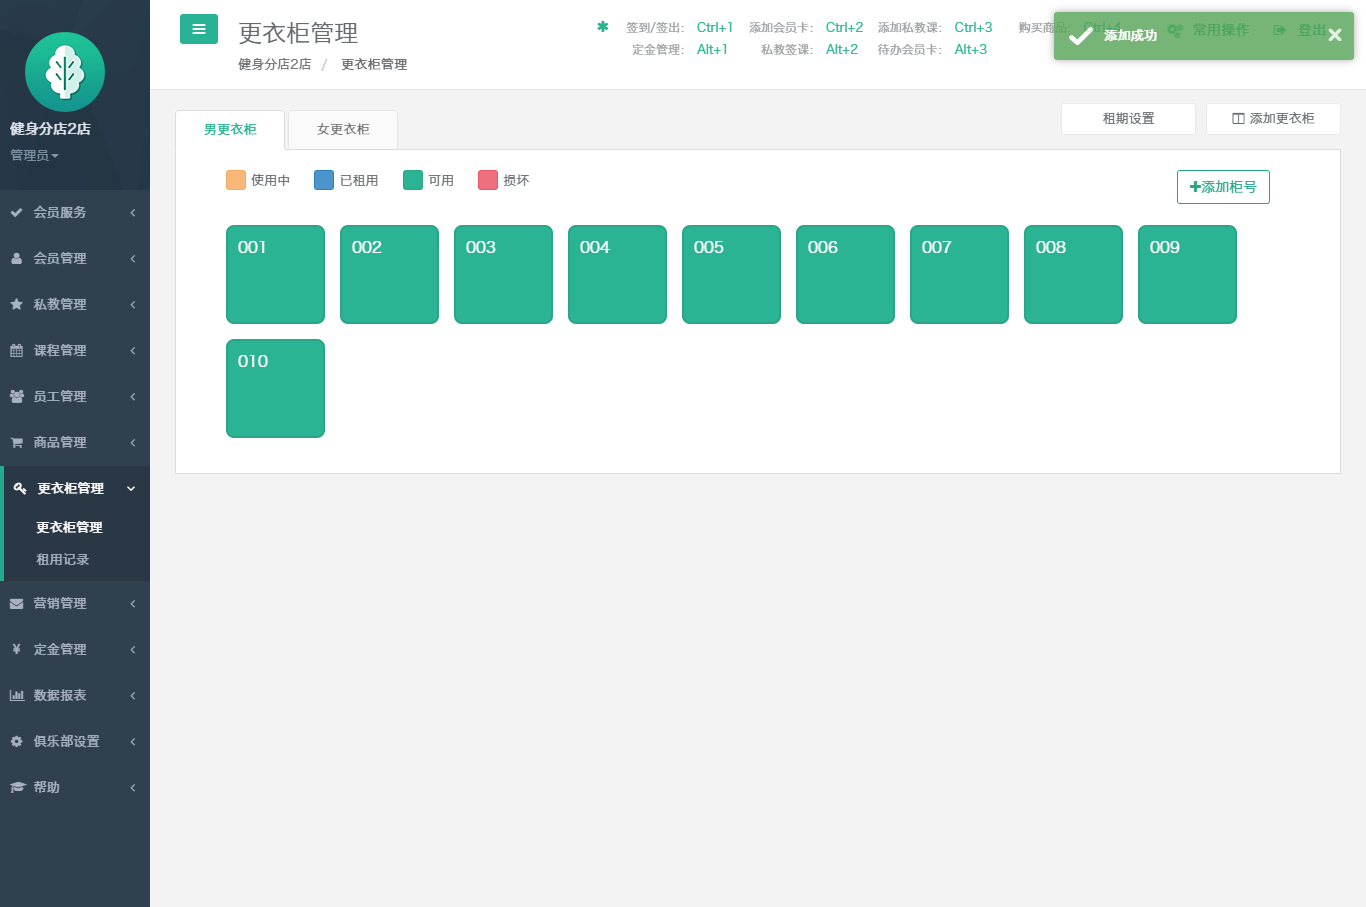 健身分店2店
管理员
会员服务
会员管理
私教管理
课程管理
员工管理
商品管理
更衣柜管理
更衣柜管理
租用记录
营销管理
定金管理
数据报表
俱乐部设置
帮助
更衣柜管理
健身分店2店 / 更衣柜管理
签到/签出: Ctrl+1 添加会员卡: Ctrl+2 添加私教课: Ctrl+3 购买商品: Ctrl+4
定金管理: Alt+1 私教签课: Alt+2 待办会员卡: Alt+3
常用操作 登出
添加成功
男更衣柜 女更衣柜
租期设置 添加更衣柜
使用中 已租用 可用 损坏
添加柜号
001 002 003 004 005 006 007 008 009
010